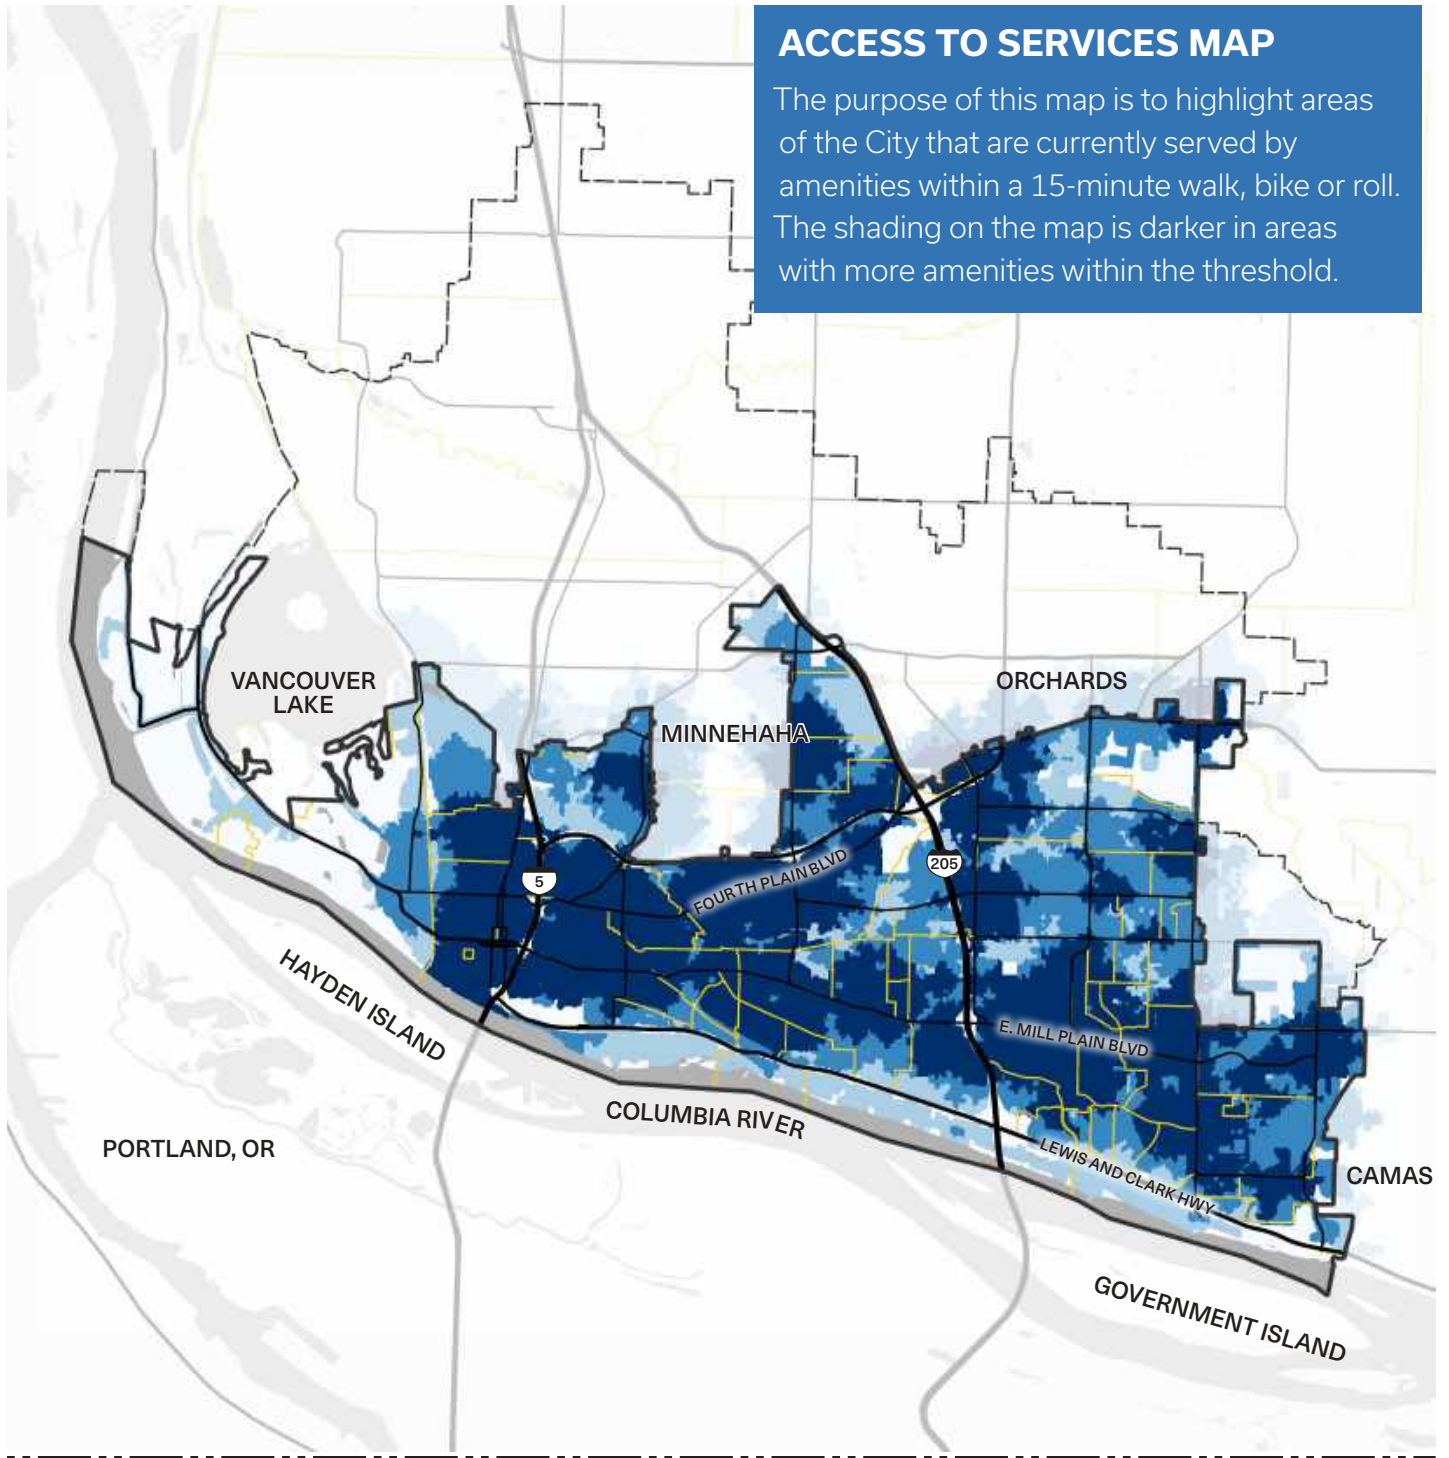 ACCESS TO SERVICES MAP
The purpose of this map is to highlight areas
of the City that are currently served by
amenities within a 15-minute walk, bike or roll.
The shading on the map is darker in areas
with more amenities within the threshold.
VANCOUVER
LAKE
ORCHARDS
MINNEHAHA
FOURTH PLAIN BLVD
205
5
HAYDEN ISLAND
E. MILL PLAIN BLVD
COLUMBIA RIVER
PORTLAND, OR
LEWIS AND CLARK HWY
CAMAS
GOVERNMENT ISLAND